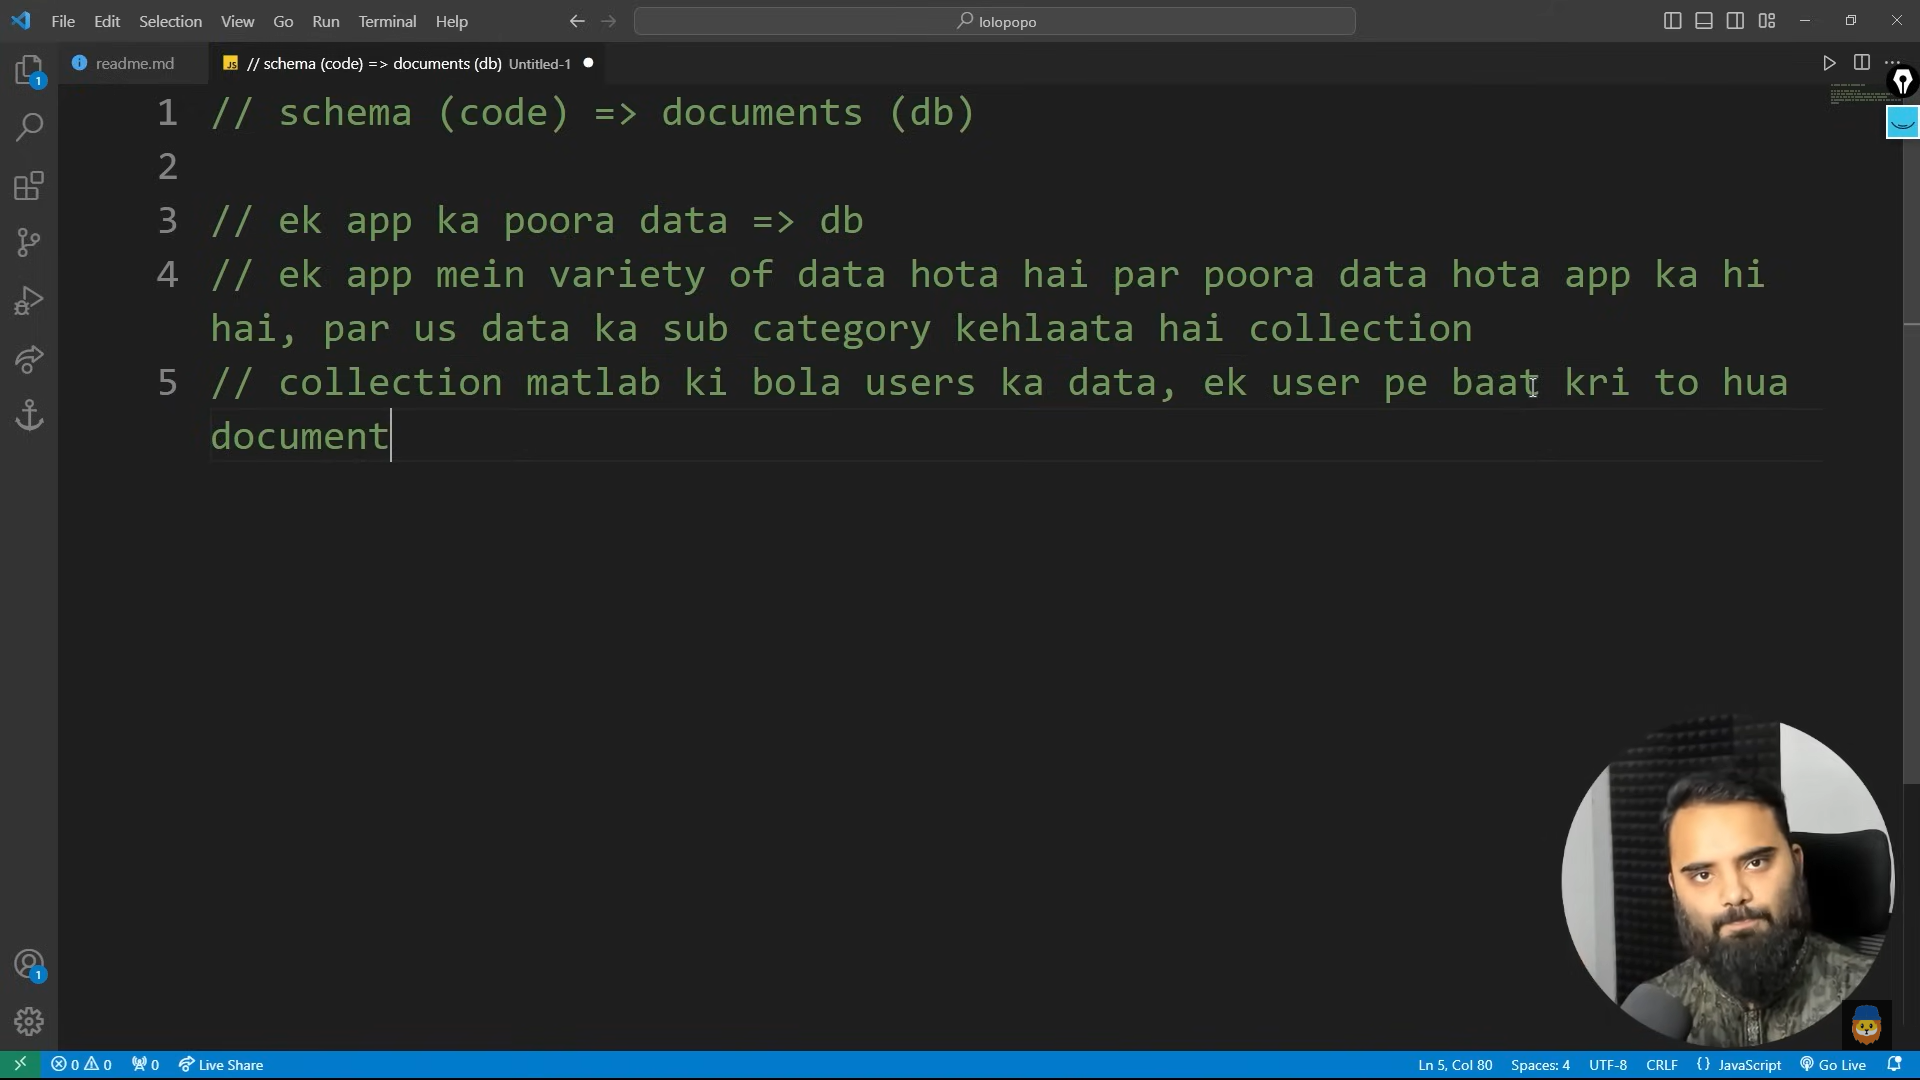 File Edit Selection View Go Run Terminal Help
lolopopo
readme.md
// schema (code) => documents (db) Untitled-1
1 // schema (code) => documents (db)
2
3 // ek app ka poora data => db
4 // ek app mein variety of data hota hai par poora data hota app ka hi
hai, par us data ka sub category kehlaata hai collection
5 // collection matlab ki bola users ka data, ek user pe baat kri to hua
document
0 0 0 Live Share
Ln 5, Col 80 Spaces: 4 UTF-8 CRLF {} JavaScript Go Live